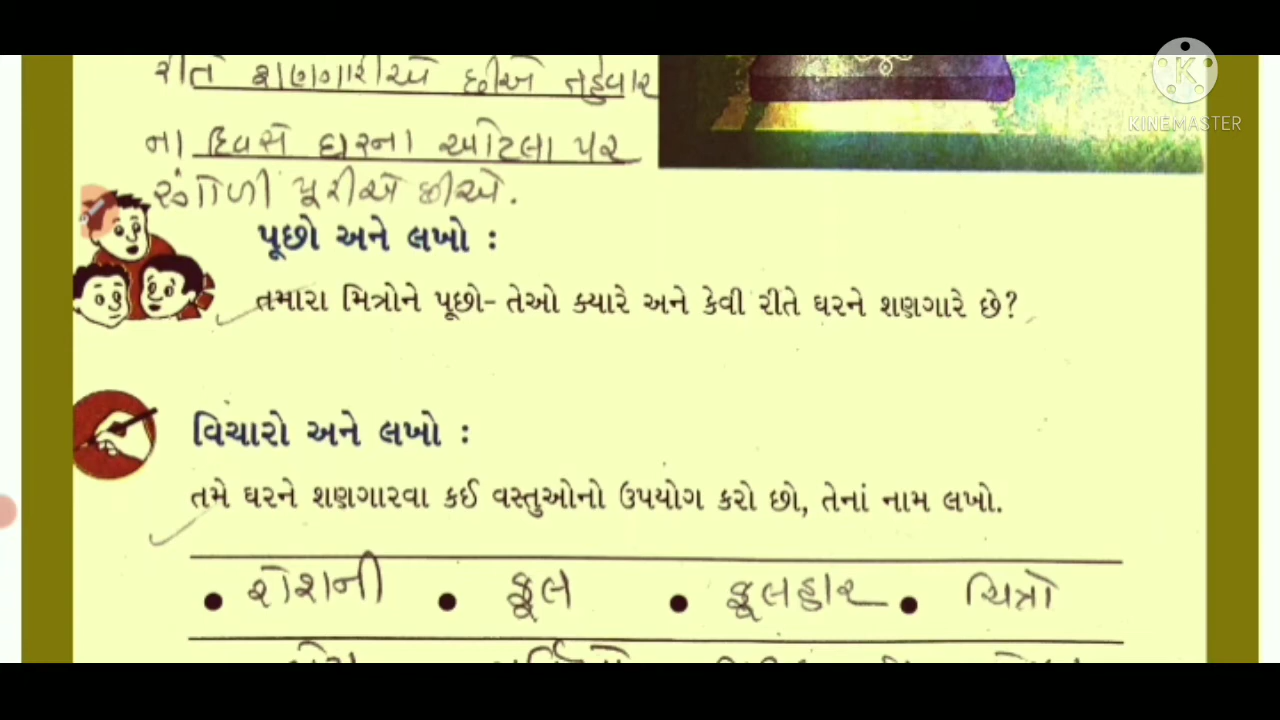 રીતે શણગારીએ છીએ તહેવાર
ના દિવસે ઘરના ઓટલા પર
રંગોળી પૂરીએ છીએ.
પૂછો અને લખો :
તમારા મિત્રોને પૂછો- તેઓ ક્યારે અને કેવી રીતે ઘરને શણગારે છે?
વિચારો અને લખો :
તમે ઘરને શણગારવા કઈ વસ્તુઓનો ઉપયોગ કરો છો, તેનાં નામ લખો.
• રોશની • ફૂલ • ફૂલહાર • ચિત્રો
K
KINEMASTER